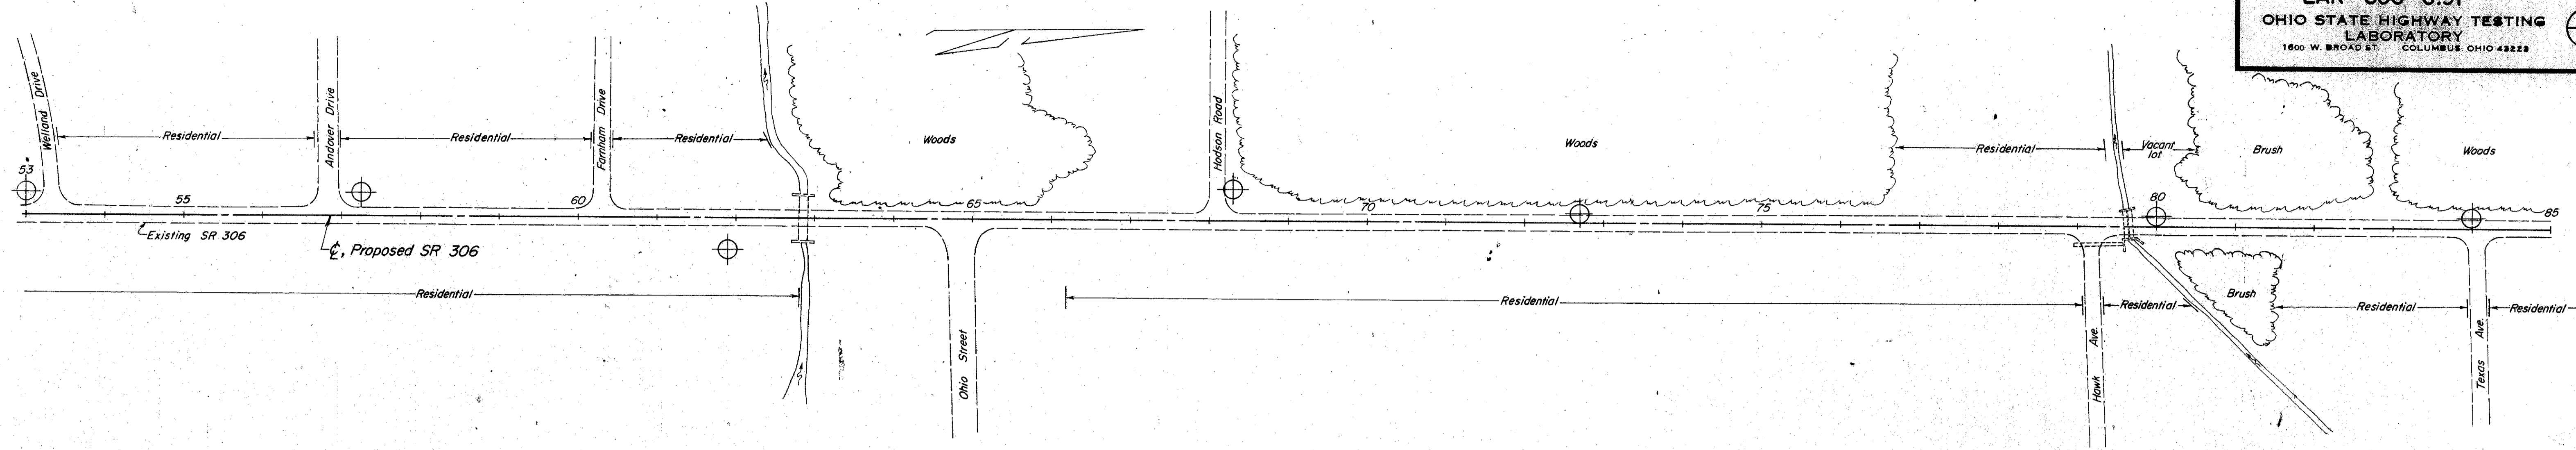 OHIO STATE HIGHWAY TESTING
LABORATORY
1600 W. BROAD ST. COLUMBUS, OHIO 43223
Welland Drive
Andover Drive
Farnham Drive
Hodson Road
Residential
Residential
Residential
Woods
Woods
Residential
Vacant
lot
Brush
Woods
53
55
60
65
70
75
80
85
Existing SR 306
℄, Proposed SR 306
Residential
Ohio Street
Residential
Hawk Ave.
Residential
Brush
Residential
Texas Ave.
Residential